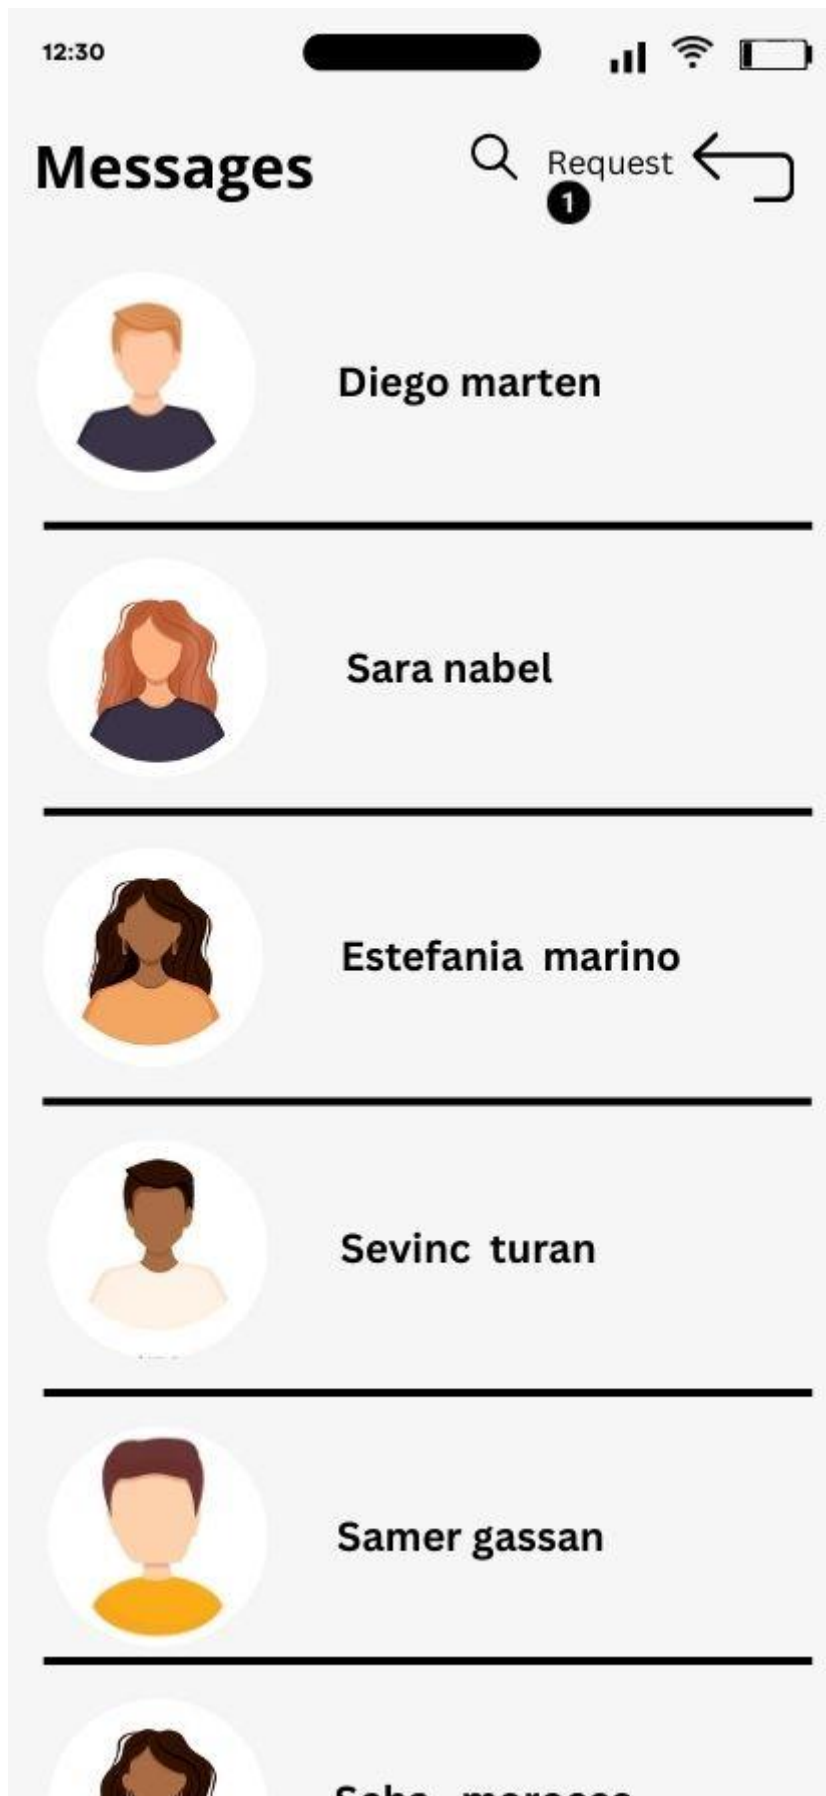 12:30
Messages
Request
1
Diego marten
Sara nabel
Estefania marino
Sevinc turan
Samer gassan